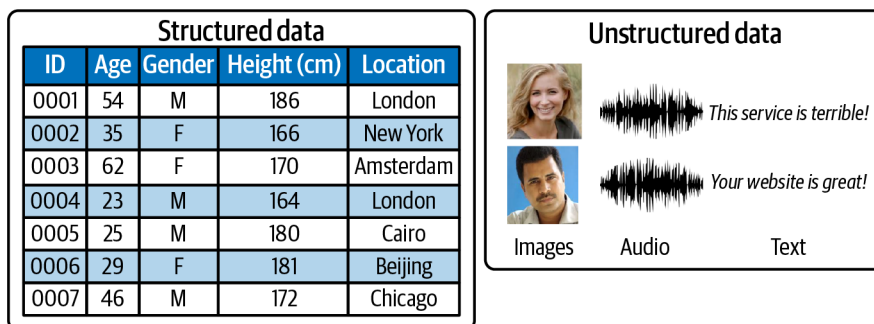 Structured data
ID Age Gender Height (cm) Location
0001 54 M 186 London
0002 35 F 166 New York
0003 62 F 170 Amsterdam
0004 23 M 164 London
0005 25 M 180 Cairo
0006 29 F 181 Beijing
0007 46 M 172 Chicago
Unstructured data
This service is terrible!
Your website is great!
Images Audio Text